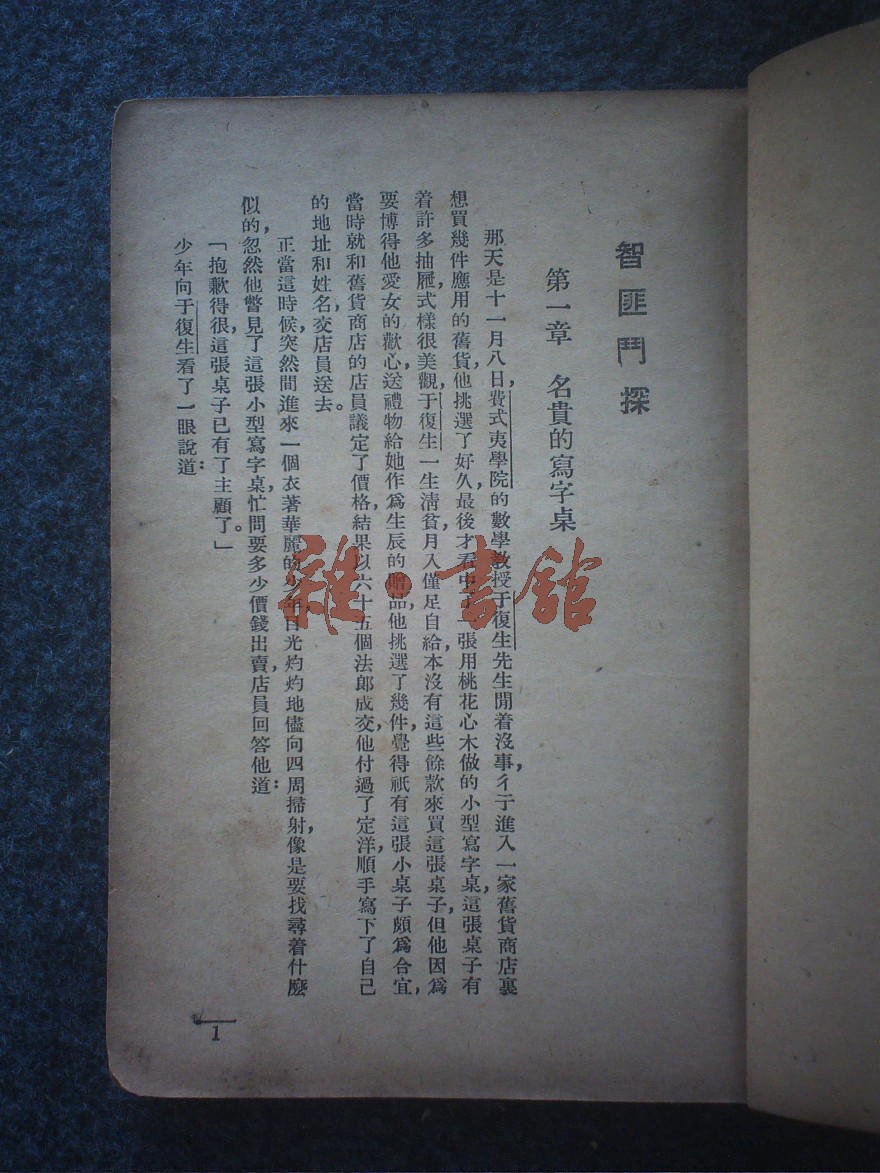 智匪鬥探
第一章　名貴的寫字桌
那天是十一月八日，費式夷學院的數學教授于復生先生閒着沒事，彳亍進入一家舊貨商店裏
想買幾件應用的舊貨，他挑選了好久，最後才看中了一張用桃花心木做的小型寫字桌，這張桌子有
着許多抽屜，式樣很美觀，于復生一生淸貧，月入僅足自給，本沒有這些餘款來買這張桌子，但他因爲
要博得他愛女的歡心，送禮物給她作爲生辰的贈品，他挑選了幾件，覺得祇有這張小桌子頗爲合宜，
當時就和舊貨商店的店員議定了價格，結果以六十五個法郎成交，他付過了定洋，順手寫下了自己
的地址和姓名，交店員送去。
正當這時候，突然間進來一個衣著華麗的少年，目光灼灼地儘向四周掃射，像是要找尋着什麼
似的，忽然他瞥見了這張小型寫字桌，忙問要多少價錢出賣，店員回答他道：
「抱歉得很，這張桌子已有了主顧了。」
少年向于復生看了一眼說道：
1
雜·書館